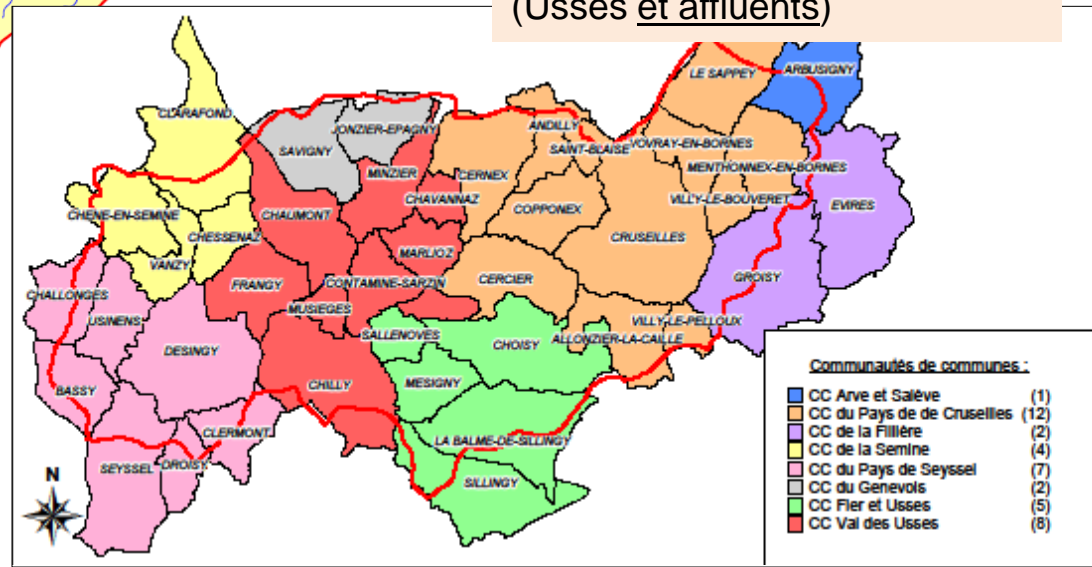 (Usses et affluents)
LE SAPPEY
ARBUSIGNY
CLARAFOND
ANDILLY
JONZIER-EPAGNY
SAINT-BLAISE
VOVRAY-EN-BORNES
SAVIGNY
MENTHONNEX-EN-BORNES
MINZIER
CERNEX
CHAVANNAZ
VILLY-LE-BOUVERET
EVIRES
COPPONEX
CHENE-EN-SEMINE
CHAUMONT
CHESSENAZ
CRUSEILLES
MARLIOZ
VANZY
GROISY
CERCIER
FRANGY
CONTAMINE-SARZIN
CHALLONGES
MUSIEGES
USINENS
VILLY-LE-PELLOUX
SALLENOVES
ALLONZIER-LA-CAILLE
CHOISY
DESINGY
MESIGNY
CHILLY
BASSY
CLERMONT
LA BALME-DE-SILLINGY
SEYSSEL
DROISY
SILLINGY
N
Communautés de communes :
CC Arve et Salève (1)
CC du Pays de de Cruseilles (12)
CC de la Fillière (2)
CC de la Semine (4)
CC du Pays de Seyssel (7)
CC du Genevois (2)
CC Fier et Usses (5)
CC Val des Usses (8)